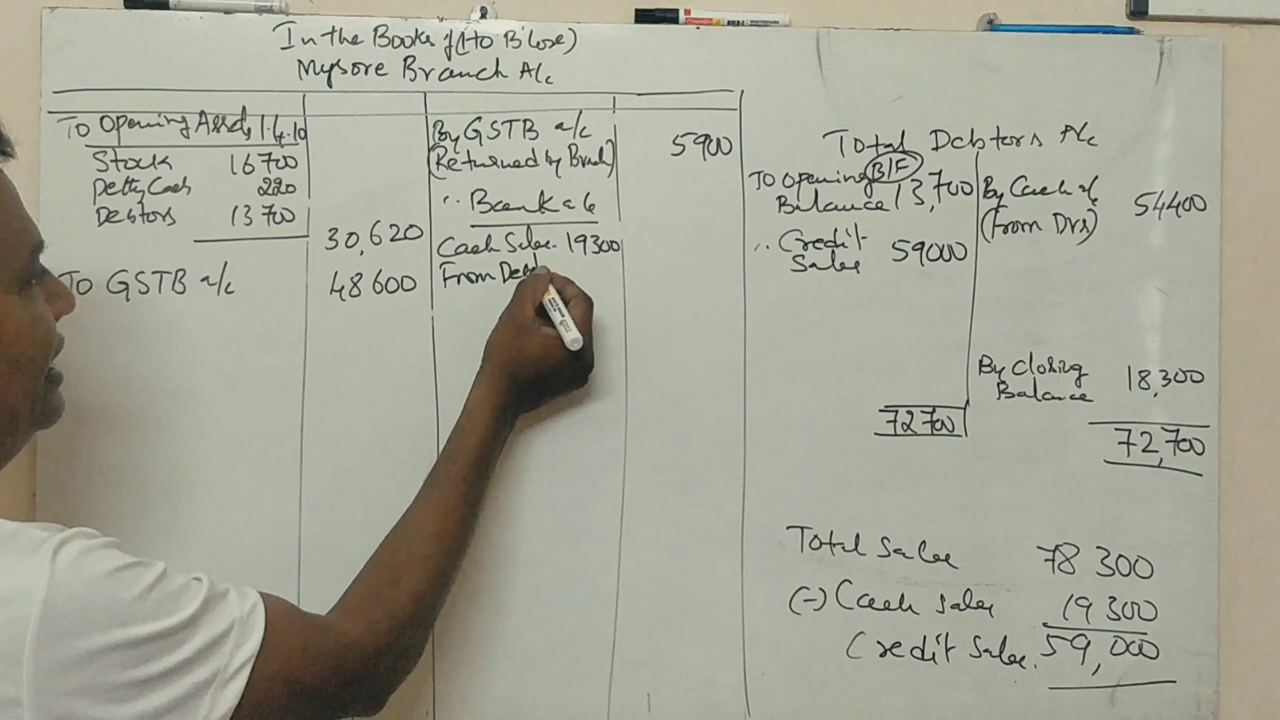 In the Books of (HO B'lore)
Mysore Branch A/c
To Opening Assets 1.4.10
Stock 16700
Petty Cash 220
Debtors 13700
30,620
To GSTB a/c 48600
By GSTB a/c 5900
(Returned by Branch)
" Bank a/c
Cash Sales. 19300
From Deb
Total Debtors A/c
To Opening B/F
Balance 13,700
" Credit
Sales 59000
72700
By Cash a/c
(From Drs) 54400
By Closing
Balance 18,300
72,700
Total Sales 78 300
(-) Cash Sales 19 300
Credit Sales. 59,000